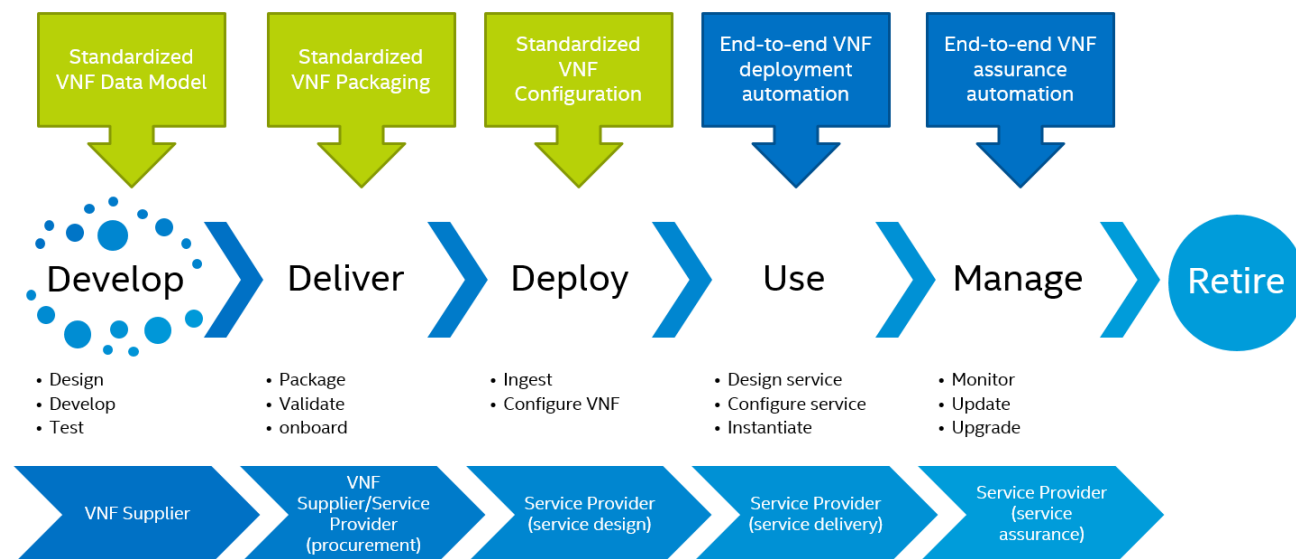 Standardized
VNF Data Model
Standardized
VNF Packaging
Standardized
VNF
Configuration
End-to-end VNF
deployment
automation
End-to-end VNF
assurance
automation
Develop
Deliver
Deploy
Use
Manage
Retire
• Design
• Develop
• Test
• Package
• Validate
• onboard
• Ingest
• Configure VNF
• Design service
• Configure service
• Instantiate
• Monitor
• Update
• Upgrade
VNF Supplier
VNF
Supplier/Service
Provider
(procurement)
Service Provider
(service design)
Service Provider
(service delivery)
Service Provider
(service
assurance)